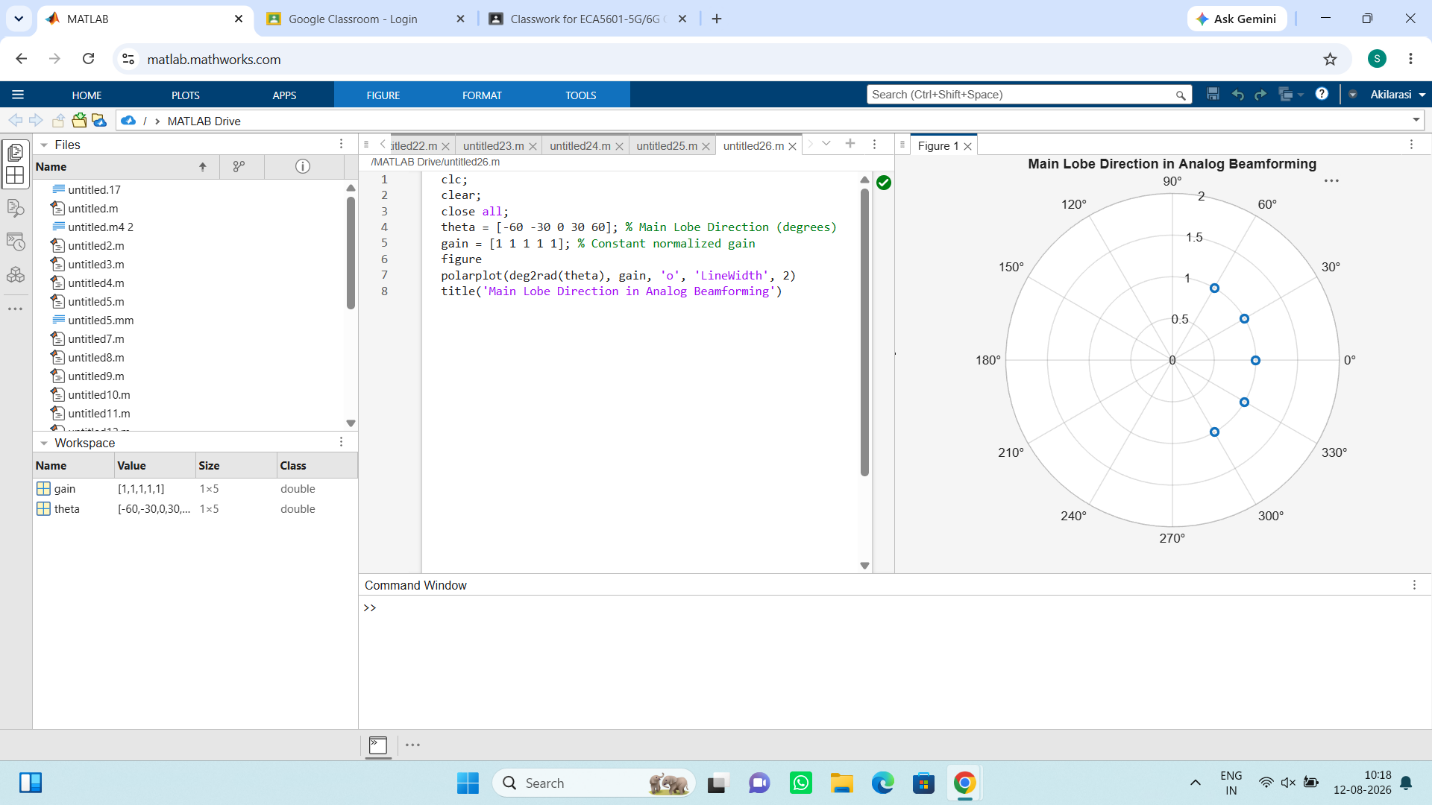 MATLAB
Google Classroom - Login
Classwork for ECA5601-5G/6G
Ask Gemini
matlab.mathworks.com
S
HOME
PLOTS
APPS
FIGURE
FORMAT
TOOLS
Search (Ctrl+Shift+Space)
Akilarasi
/ > MATLAB Drive
Files
Name
untitled.17
untitled.m
untitled.m4 2
untitled2.m
untitled3.m
untitled4.m
untitled5.m
untitled5.mm
untitled7.m
untitled8.m
untitled9.m
untitled10.m
untitled11.m
Workspace
Name Value Size Class
gain [1,1,1,1,1] 1×5 double
theta [-60,-30,0,30,... 1×5 double
itled22.m
untitled23.m
untitled24.m
untitled25.m
untitled26.m
/MATLAB Drive/untitled26.m
1 clc;
2 clear;
3 close all;
4 theta = [-60 -30 0 30 60]; % Main Lobe Direction (degrees)
5 gain = [1 1 1 1 1]; % Constant normalized gain
6 figure
7 polarplot(deg2rad(theta), gain, 'o', 'LineWidth', 2)
8 title('Main Lobe Direction in Analog Beamforming')
Figure 1
Main Lobe Direction in Analog Beamforming
90°
2
120°
60°
1.5
150°
30°
1
0.5
180°
0
0°
210°
330°
240°
300°
270°
Command Window
>>
Search
ENG
IN
10:18
12-08-2026